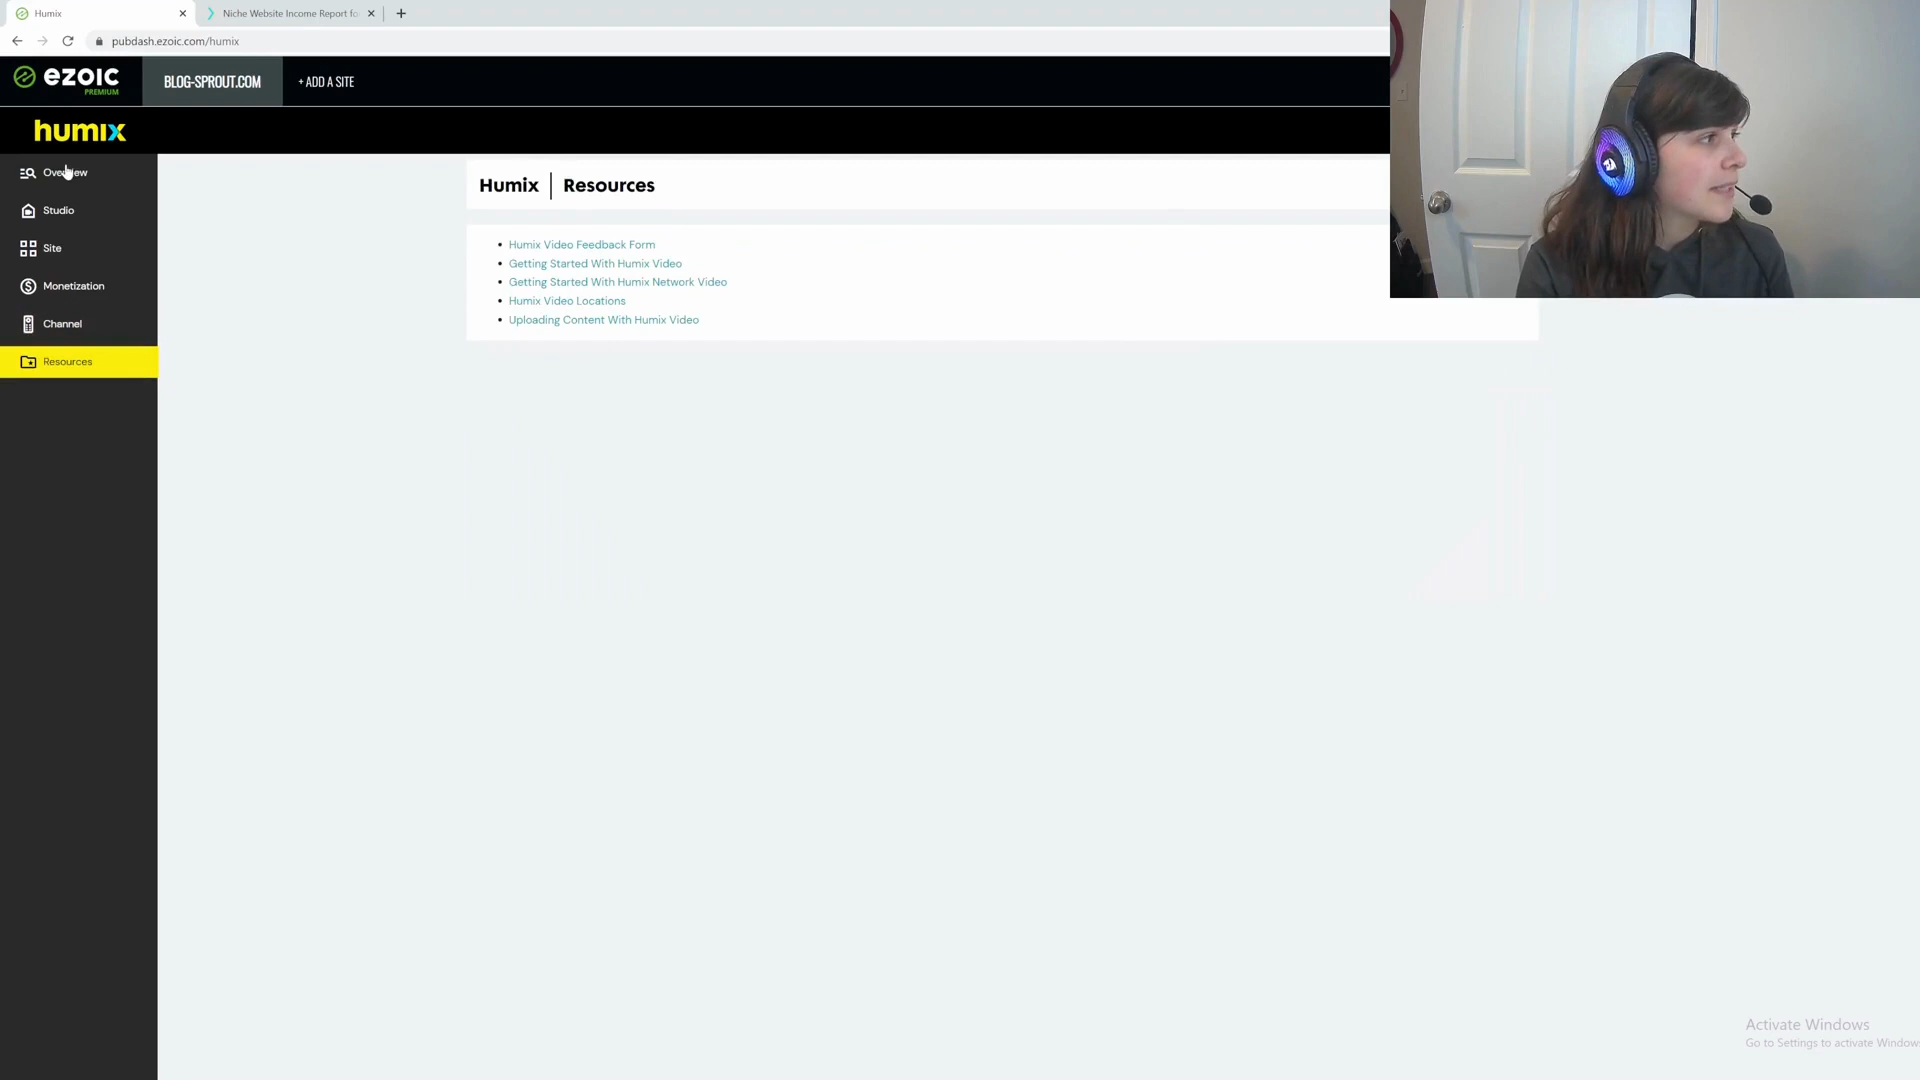 Humix
Niche Website Income Report fo
pubdash.ezoic.com/humix
ezoic
PREMIUM
BLOG-SPROUT.COM
+ ADD A SITE
humix
Overview
Studio
Site
Monetization
Channel
Resources
Humix | Resources
• Humix Video Feedback Form
• Getting Started With Humix Video
• Getting Started With Humix Network Video
• Humix Video Locations
• Uploading Content With Humix Video
Activate Windows
Go to Settings to activate Windows